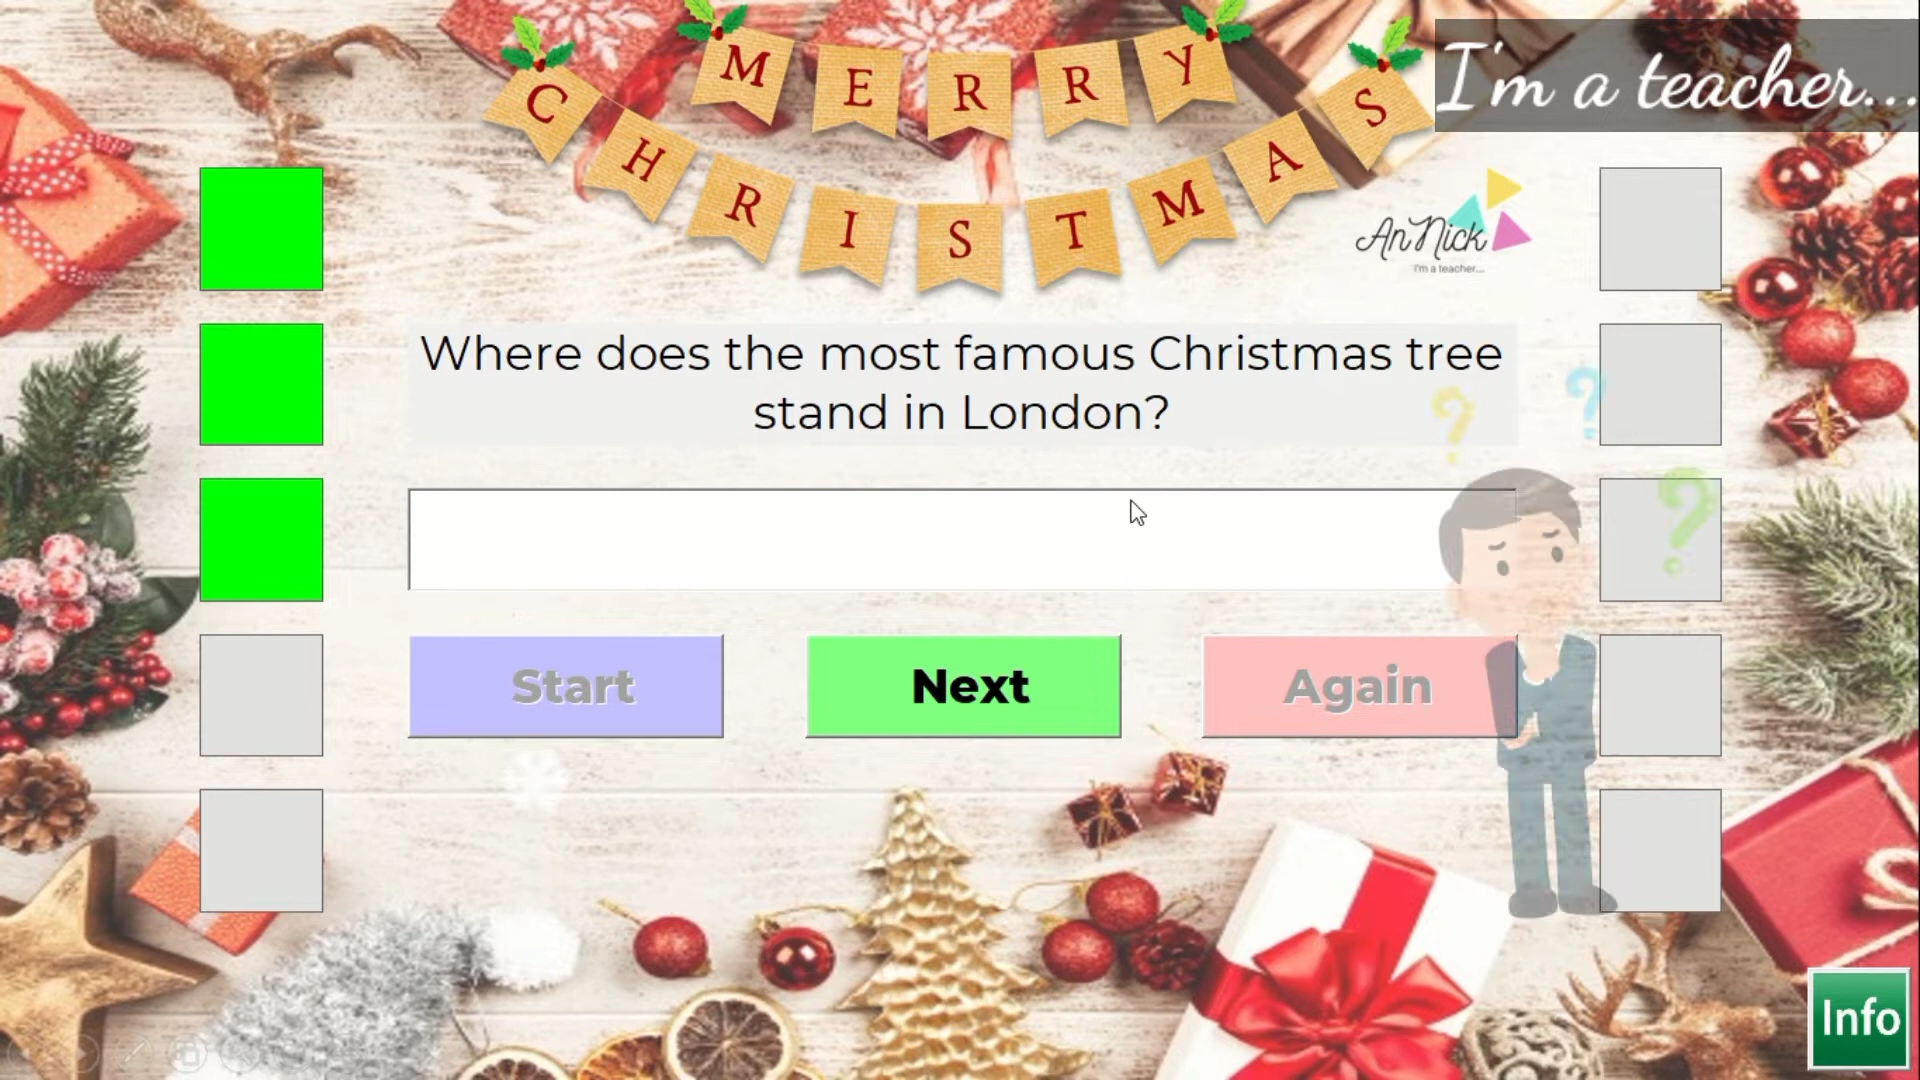 MERRY
CHRISTMAS
I'm a teacher...
AnNick
I'm a teacher...
Where does the most famous Christmas tree
stand in London?
Start
Next
Again
Info